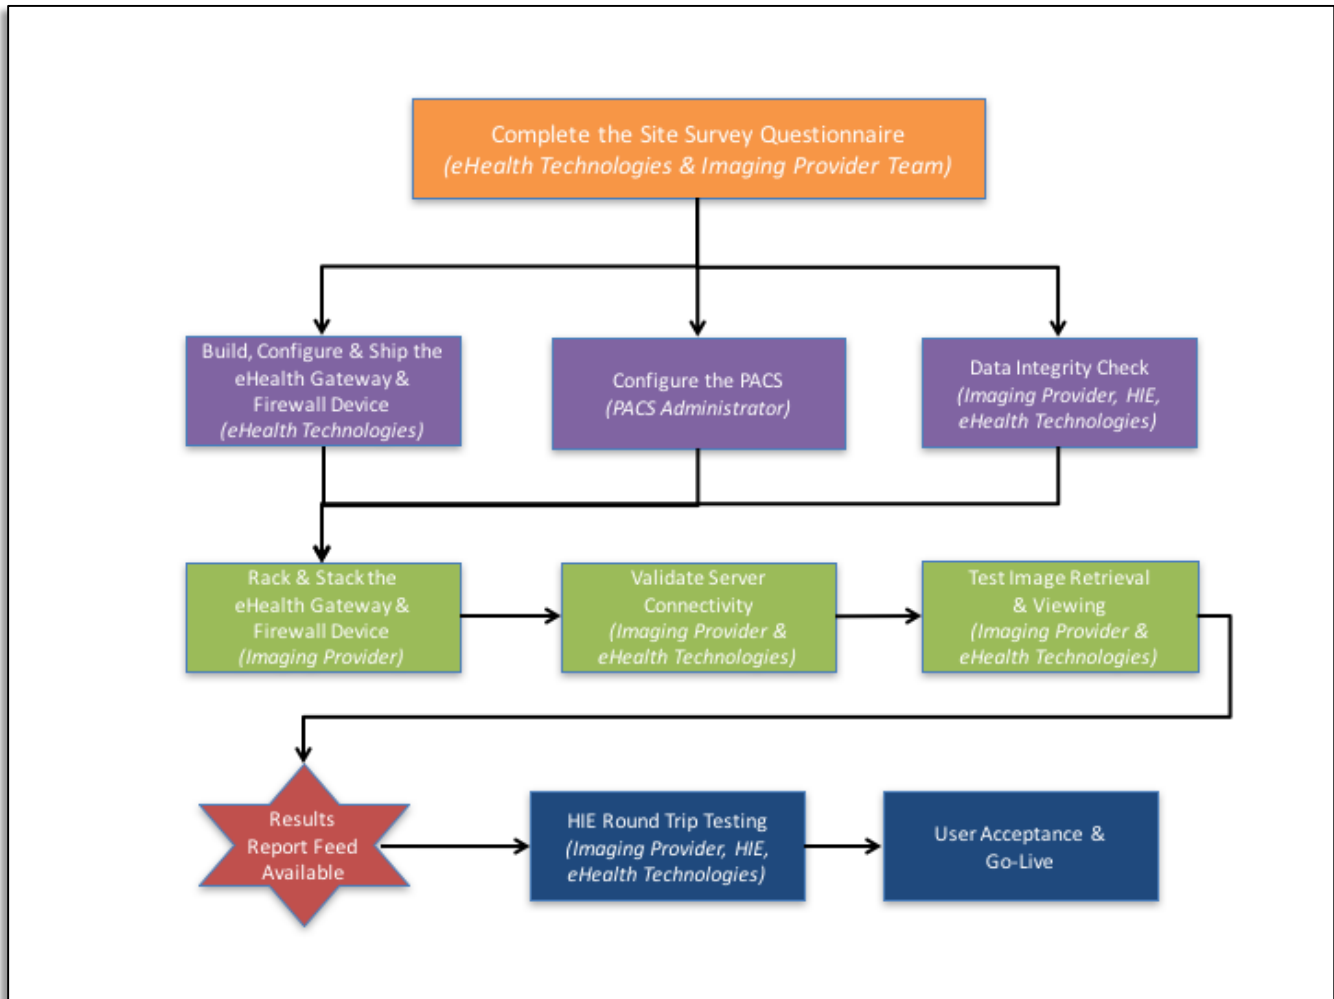 Complete the Site Survey Questionnaire
(eHealth Technologies & Imaging Provider Team)
Build, Configure & Ship the
eHealth Gateway &
Firewall Device
(eHealth Technologies)
Configure the PACS
(PACS Administrator)
Data Integrity Check
(Imaging Provider, HIE,
eHealth Technologies)
Rack & Stack the
eHealth Gateway &
Firewall Device
(Imaging Provider)
Validate Server
Connectivity
(Imaging Provider &
eHealth Technologies)
Test Image Retrieval
& Viewing
(Imaging Provider &
eHealth Technologies)
Results
Report Feed
Available
HIE Round Trip Testing
(Imaging Provider, HIE,
eHealth Technologies)
User Acceptance &
Go-Live